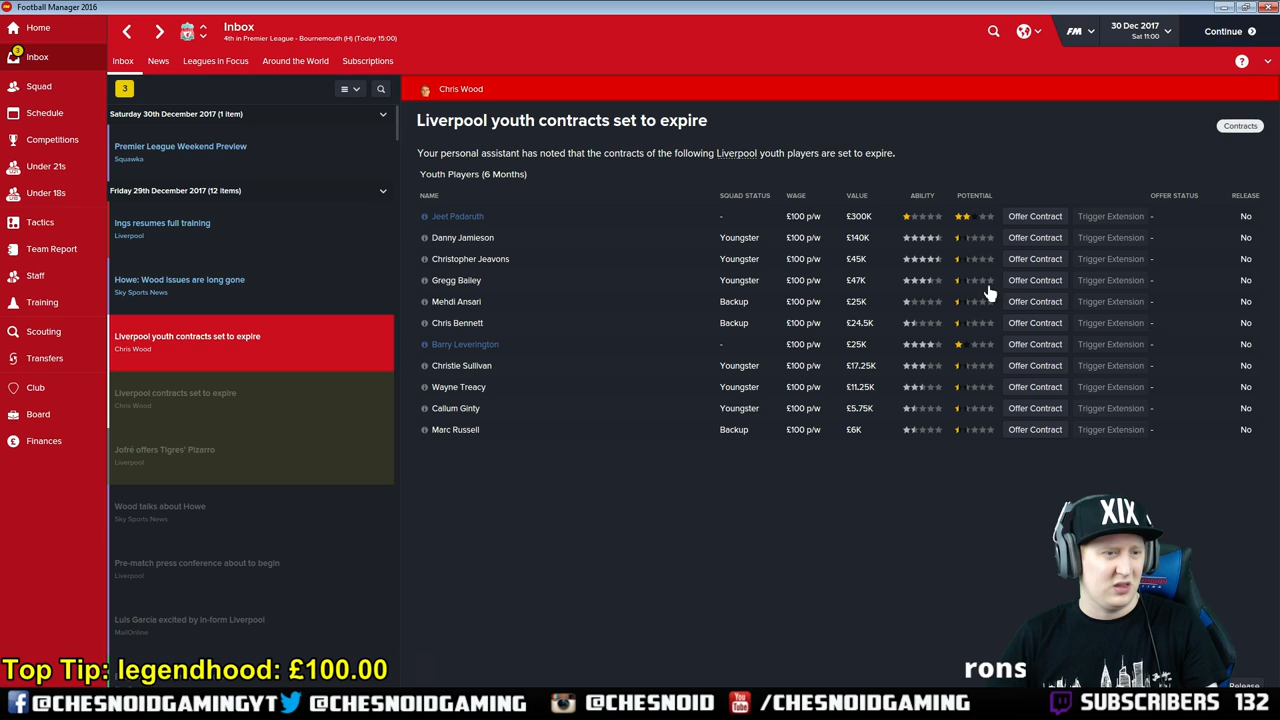 Football Manager 2016
Home
3
Inbox
Squad
Schedule
Competitions
Under 21s
Under 18s
Tactics
Team Report
Staff
Training
Scouting
Transfers
Club
Board
Finances
Inbox
4th in Premier League - Bournemouth (H) (Today 15:00)
FM
30 Dec 2017
Sat 11:00
Continue
Inbox News Leagues in Focus Around the World Subscriptions
?
3
Saturday 30th December 2017 (1 item)
Premier League Weekend Preview
Squawka
Friday 29th December 2017 (12 items)
Ings resumes full training
Liverpool
Howe: Wood issues are long gone
Sky Sports News
Liverpool youth contracts set to expire
Chris Wood
Liverpool contracts set to expire
Chris Wood
Jofré offers Tigres' Pizarro
Liverpool
Wood talks about Howe
Sky Sports News
Pre-match press conference about to begin
Liverpool
Luis García excited by in-form Liverpool
MailOnline
Chris Wood
Liverpool youth contracts set to expire
Contracts
Your personal assistant has noted that the contracts of the following Liverpool youth players are set to expire.
Youth Players (6 Months)
NAME SQUAD STATUS WAGE VALUE ABILITY POTENTIAL OFFER STATUS RELEASE
Jeet Padaruth - £100 p/w £300K Offer Contract Trigger Extension - No
Danny Jamieson Youngster £100 p/w £140K Offer Contract Trigger Extension - No
Christopher Jeavons Youngster £100 p/w £45K Offer Contract Trigger Extension - No
Gregg Bailey Youngster £100 p/w £47K Offer Contract Trigger Extension - No
Mehdi Ansari Backup £100 p/w £25K Offer Contract Trigger Extension - No
Chris Bennett Backup £100 p/w £24.5K Offer Contract Trigger Extension - No
Barry Leverington - £100 p/w £25K Offer Contract Trigger Extension - No
Christie Sullivan Youngster £100 p/w £17.25K Offer Contract Trigger Extension - No
Wayne Treacy Youngster £100 p/w £11.25K Offer Contract Trigger Extension - No
Callum Ginty Youngster £100 p/w £5.75K Offer Contract Trigger Extension - No
Marc Russell Backup £100 p/w £6K Offer Contract Trigger Extension - No
XIX
Top Tip: legendhood: £100.00
rons
Release
@CHESNOIDGAMINGYT @CHESNOIDGAMING @CHESNOIDGAMING /CHESNOIDGAMING SUBSCRIBERS 132